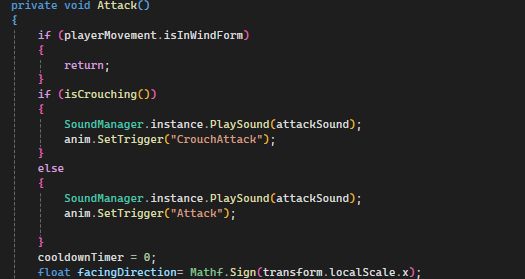 private void Attack()
{
if (playerMovement.isInWindForm)
{
return;
}
if (isCrouching())
{
SoundManager.instance.PlaySound(attackSound);
anim.SetTrigger("CrouchAttack");
}
else
{
SoundManager.instance.PlaySound(attackSound);
anim.SetTrigger("Attack");
}
cooldownTimer = 0;
float facingDirection= Mathf.Sign(transform.localScale.x);